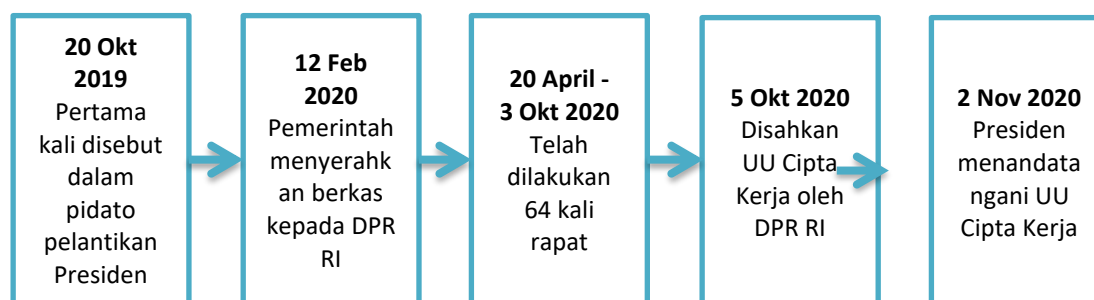 20 Okt
2019
Pertama
kali disebut
dalam
pidato
pelantikan
Presiden
12 Feb
2020
Pemerintah
menyerahk
an berkas
kepada DPR
RI
20 April -
3 Okt 2020
Telah
dilakukan
64 kali
rapat
5 Okt 2020
Disahkan
UU Cipta
Kerja oleh
DPR RI
2 Nov 2020
Presiden
menandata
ngani UU
Cipta Kerja